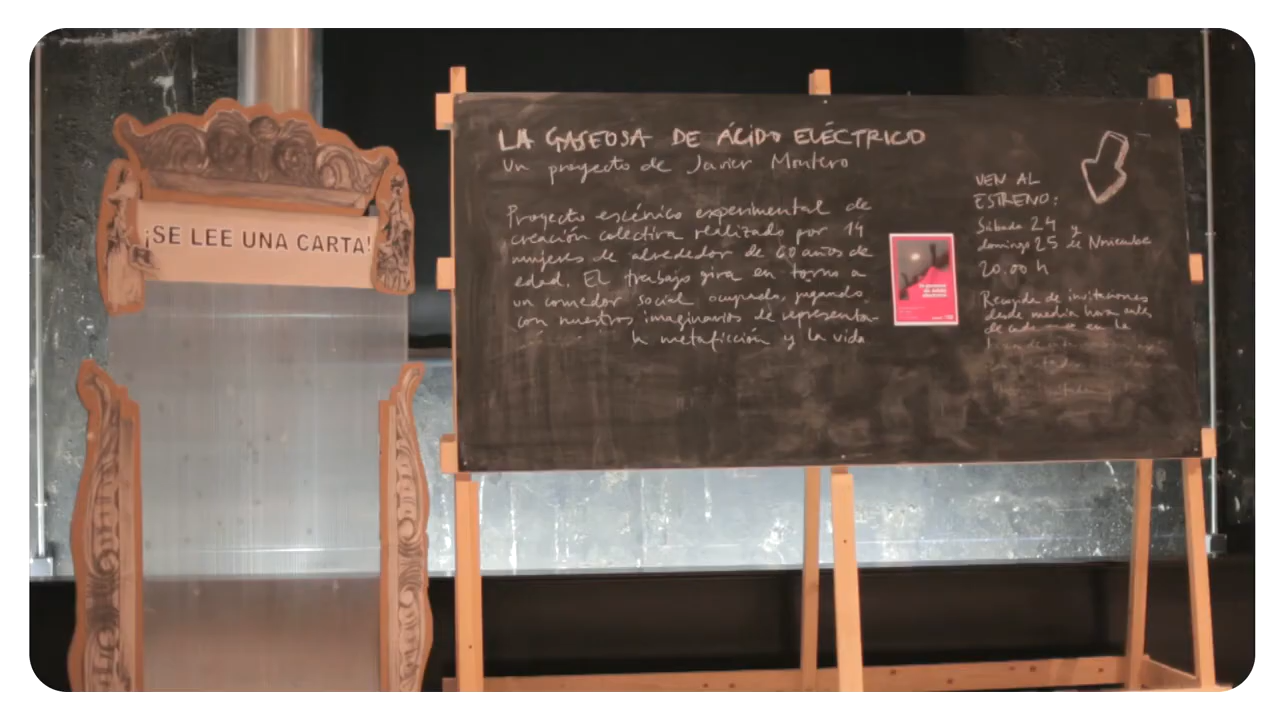 ¡SE LEE UNA CARTA!
LA GASEOSA DE ÁCIDO ELÉCTRICO
Un proyecto de Javier Montero
Proyecto escénico experimental de
creación colectiva realizado por 14
mujeres de alrededor de 60 años de
edad. El trabajo gira en torno a
un comedor social ocupado, jugando
con nuestros imaginarios de representa-
la metaficción y la vida
VEN AL
ESTRENO:
Sábado 24 y
domingo 25 de Noviembre
20.00 h
Recogida de invitaciones
desde media hora antes
de en la